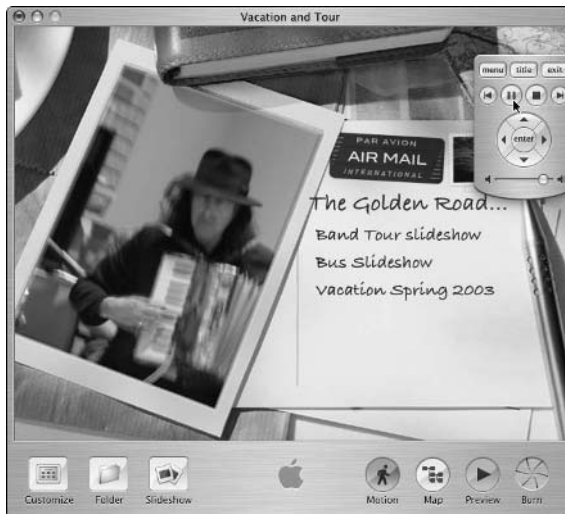 Vacation and Tour
menu title exit
enter
PAR AVION
AIR MAIL
INTERNATIONAL
The Golden Road...
Band Tour slideshow
Bus Slideshow
Vacation Spring 2003
Customize Folder Slideshow Motion Map Preview Burn